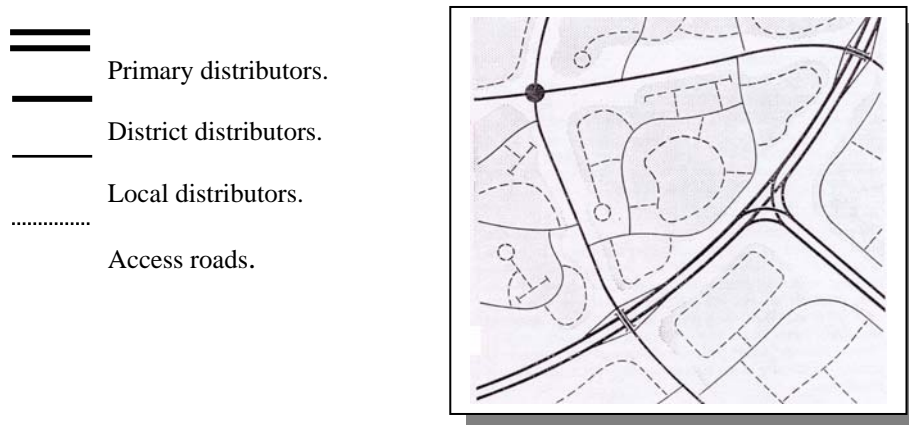 Primary distributors.
District distributors.
Local distributors.
Access roads.